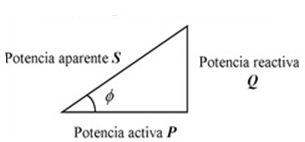 Potencia aparente S
Potencia reactiva
Q
ϕ
Potencia activa P